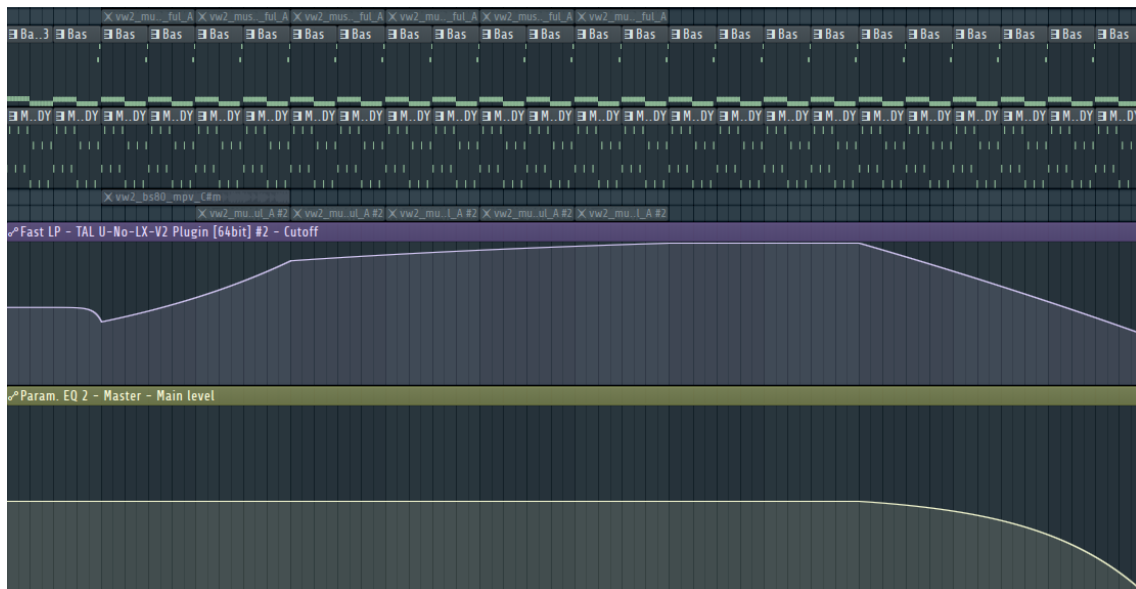 vw2_mu.._ful_A vw2_mus.._ful_A vw2_mus.._ful_A vw2_mu.._ful_A vw2_mus.._ful_A vw2_mu.._ful_A
Ba..3 Bas Bas Bas Bas Bas Bas Bas Bas Bas Bas Bas Bas Bas Bas Bas Bas Bas Bas Bas Bas Bas Bas Bas
M..DY M..DY M..DY M..DY M..DY M..DY M..DY M..DY M..DY M..DY M..DY M..DY M..DY M..DY M..DY M..DY M..DY M..DY M..DY M..DY M..DY M..DY M..DY M..DY
vw2_bs80_mpv_C#m
vw2_mu..ul_A #2 vw2_mu..ul_A #2 vw2_mu..l_A #2 vw2_mu..ul_A #2 vw2_mu..l_A #2
Fast LP - TAL U-No-LX-V2 Plugin [64bit] #2 - Cutoff
Param. EQ 2 - Master - Main level